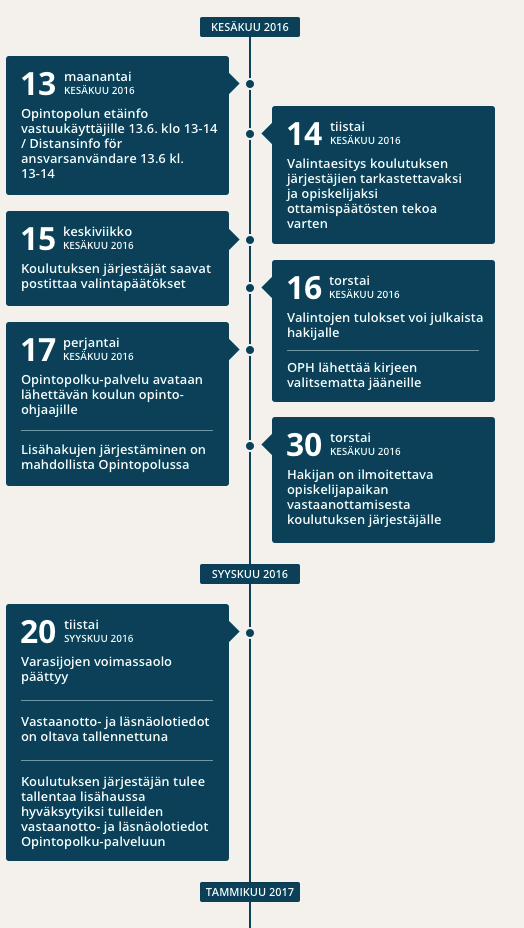 KESÄKUU 2016
13 maanantai
KESÄKUU 2016
Opintopolun etäinfo
vastuukäyttäjille 13.6. klo 13-14
/ Distansinfo för
ansvarsanvändare 13.6 kl.
13-14
14 tiistai
KESÄKUU 2016
Valintaesitys koulutuksen
järjestäjien tarkastettavaksi
ja opiskelijaksi
ottamispäätösten tekoa
varten
15 keskiviikko
KESÄKUU 2016
Koulutuksen järjestäjät saavat
postittaa valintapäätökset
16 torstai
KESÄKUU 2016
Valintojen tulokset voi julkaista
hakijalle
OPH lähettää kirjeen
valitsematta jääneille
17 perjantai
KESÄKUU 2016
Opintopolku-palvelu avataan
lähettävän koulun opinto-
ohjaajille
Lisähakujen järjestäminen on
mahdollista Opintopolussa
30 torstai
KESÄKUU 2016
Hakijan on ilmoitettava
opiskelijapaikan
vastaanottamisesta
koulutuksen järjestäjälle
SYYSKUU 2016
20 tiistai
SYYSKUU 2016
Varasijojen voimassaolo
päättyy
Vastaanotto- ja läsnäolotiedot
on oltava tallennettuna
Koulutuksen järjestäjän tulee
tallentaa lisähaussa
hyväksytyiksi tulleiden
vastaanotto- ja läsnäolotiedot
Opintopolku-palveluun
TAMMIKUU 2017